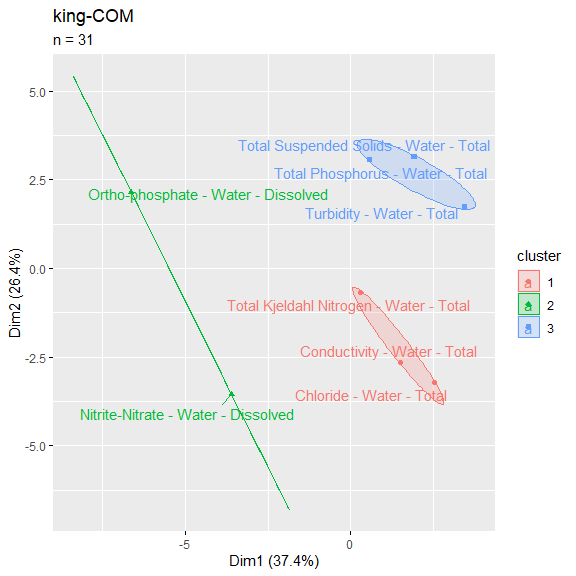 king-COM
n = 31
5.0
2.5
0.0
-2.5
-5.0
Dim2 (26.4%)
Total Suspended Solids - Water - Total
Total Phosphorus - Water - Total
Ortho-phosphate - Water - Dissolved
Turbidity - Water - Total
Total Kjeldahl Nitrogen - Water - Total
Conductivity - Water - Total
Chloride - Water - Total
Nitrite-Nitrate - Water - Dissolved
-5
0
Dim1 (37.4%)
cluster
a 1
a 2
a 3